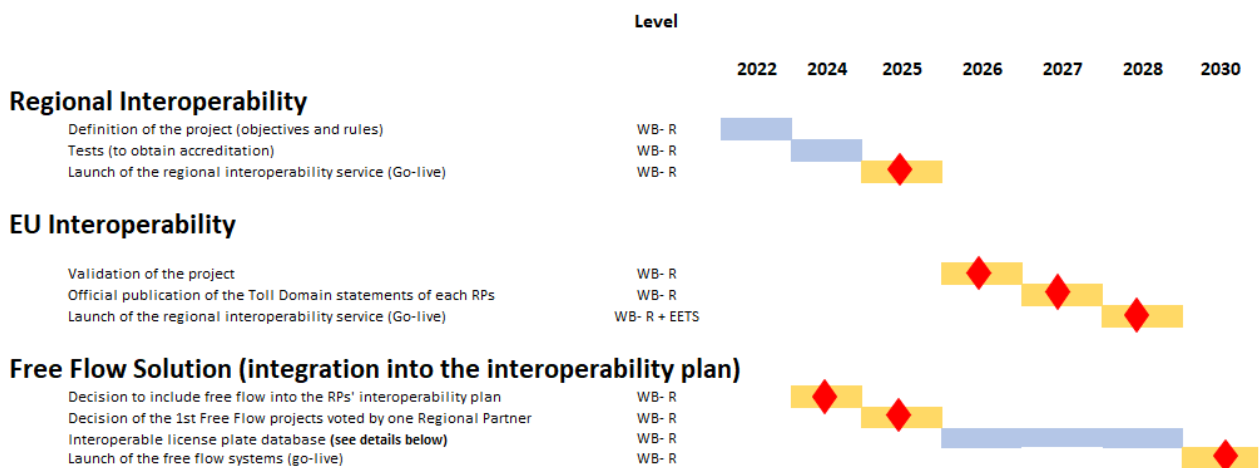 Level
2022 2024 2025 2026 2027 2028 2030
Regional Interoperability
Definition of the project (objectives and rules) WB- R
Tests (to obtain accreditation) WB- R
Launch of the regional interoperability service (Go-live) WB- R
EU Interoperability
Validation of the project WB- R
Official publication of the Toll Domain statements of each RPs WB- R
Launch of the regional interoperability service (Go-live) WB- R + EETS
Free Flow Solution (integration into the interoperability plan)
Decision to include free flow into the RPs' interoperability plan WB- R
Decision of the 1st Free Flow projects voted by one Regional Partner WB- R
Interoperable license plate database (see details below) WB- R
Launch of the free flow systems (go-live) WB- R